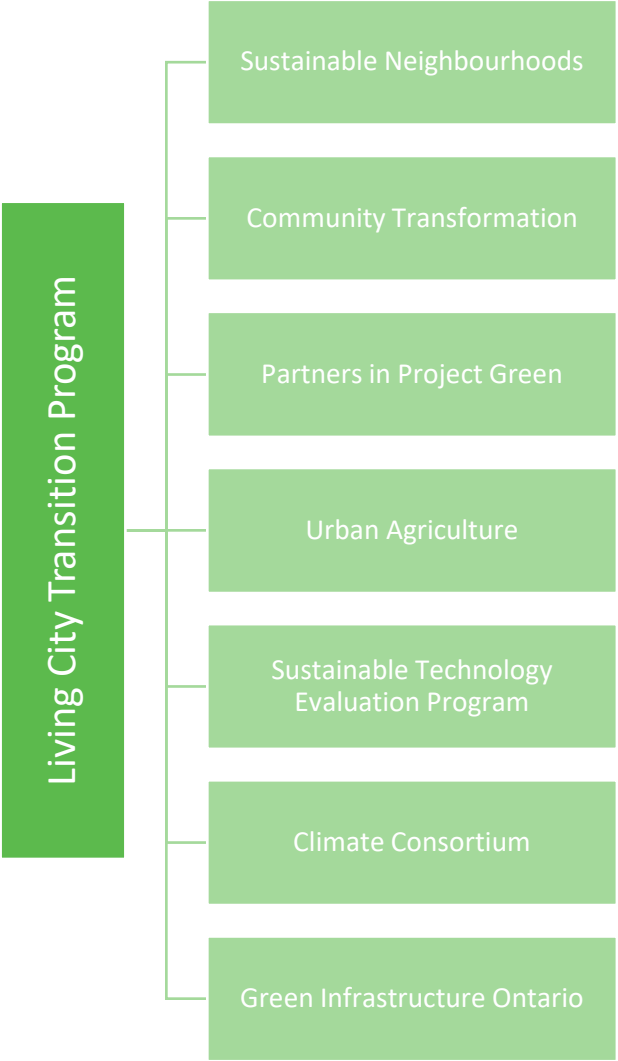 Living City Transition Program
Sustainable Neighbourhoods
Community Transformation
Partners in Project Green
Urban Agriculture
Sustainable Technology
Evaluation Program
Climate Consortium
Green Infrastructure Ontario